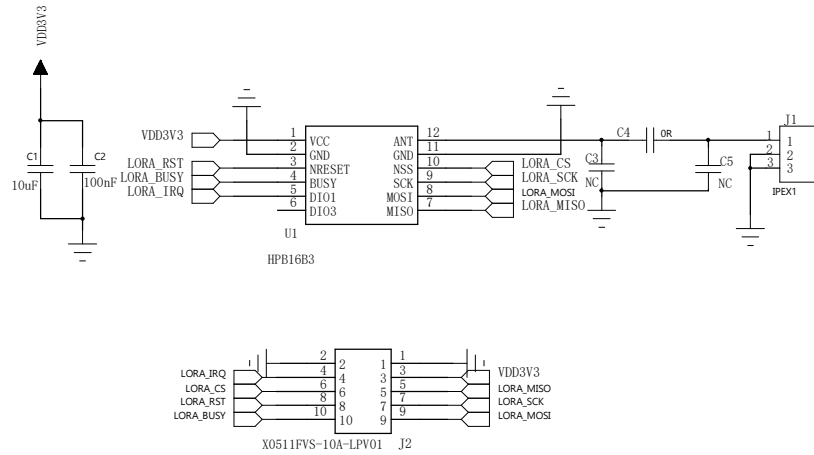 VDD3V3
C1
10uF
C2
100nF
VDD3V3
LORA_RST
LORA_BUSY
LORA_IRQ
1 VCC ANT 12
2 GND GND 11
3 NRESET NSS 10
4 BUSY SCK 9
5 DIO1 MOSI 8
6 DIO3 MISO 7
U1
HPB16B3
LORA_CS
LORA_SCK
LORA_MOSI
LORA_MISO
C3
NC
C4 0R
C5
NC
J1
1 1
2 2
3 3
IPEX1
2 2 1 1
LORA_IRQ 4 4 3 3 VDD3V3
LORA_CS 6 6 5 5 LORA_MISO
LORA_RST 8 8 7 7 LORA_SCK
LORA_BUSY 10 10 9 9 LORA_MOSI
X0511FVS-10A-LPV01 J2